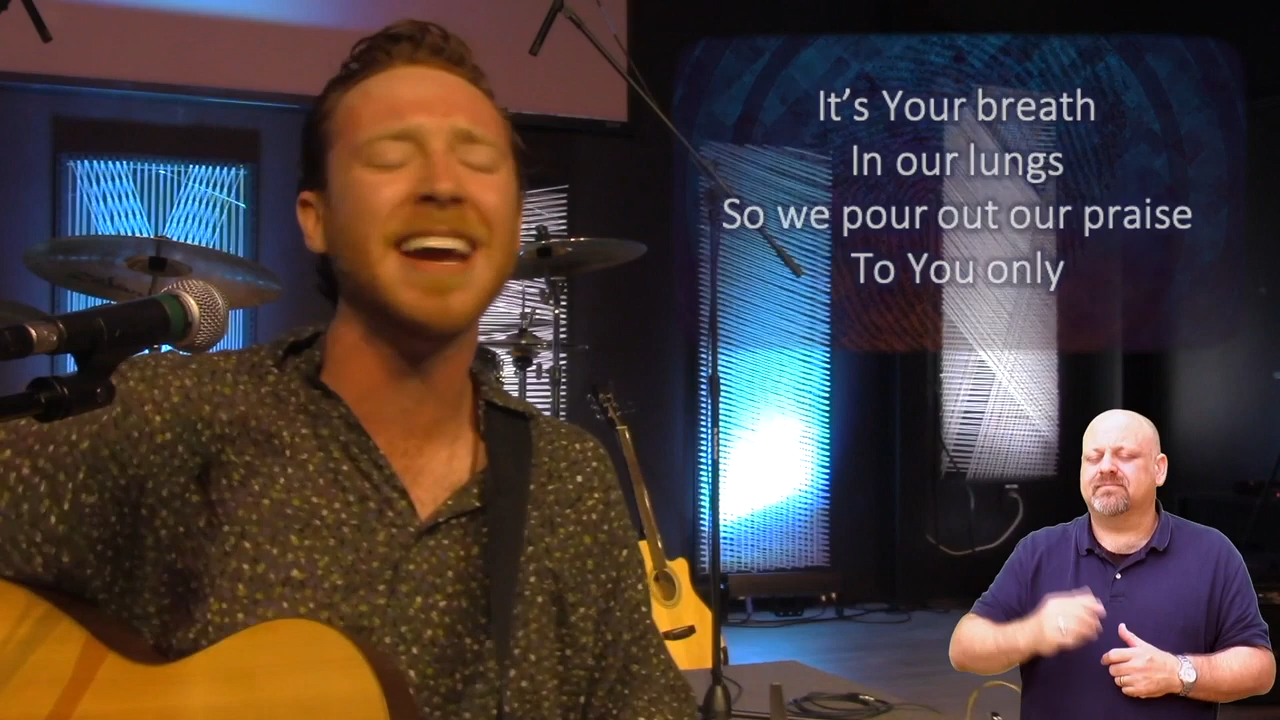 It’s Your breath
In our lungs
So we pour out our praise
To You only